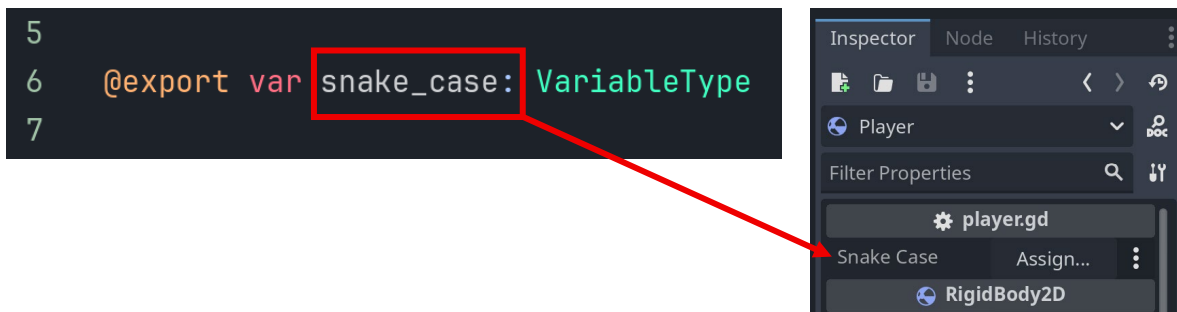 5
6 @export var snake_case: VariableType
7
Inspector Node History
Player
DOC
Filter Properties
player.gd
Snake Case Assign...
RigidBody2D